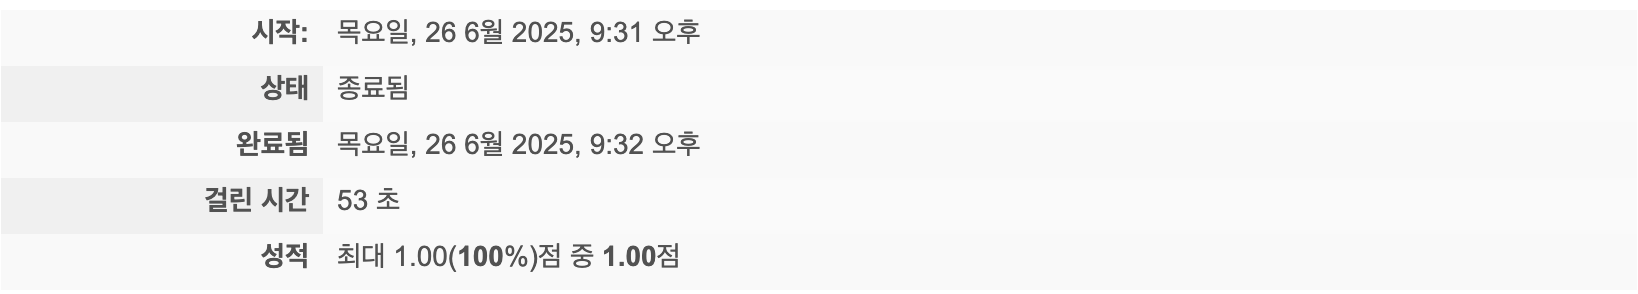 시작: 목요일, 26 6월 2025, 9:31 오후
상태 종료됨
완료됨 목요일, 26 6월 2025, 9:32 오후
걸린 시간 53 초
성적 최대 1.00(100%)점 중 1.00점